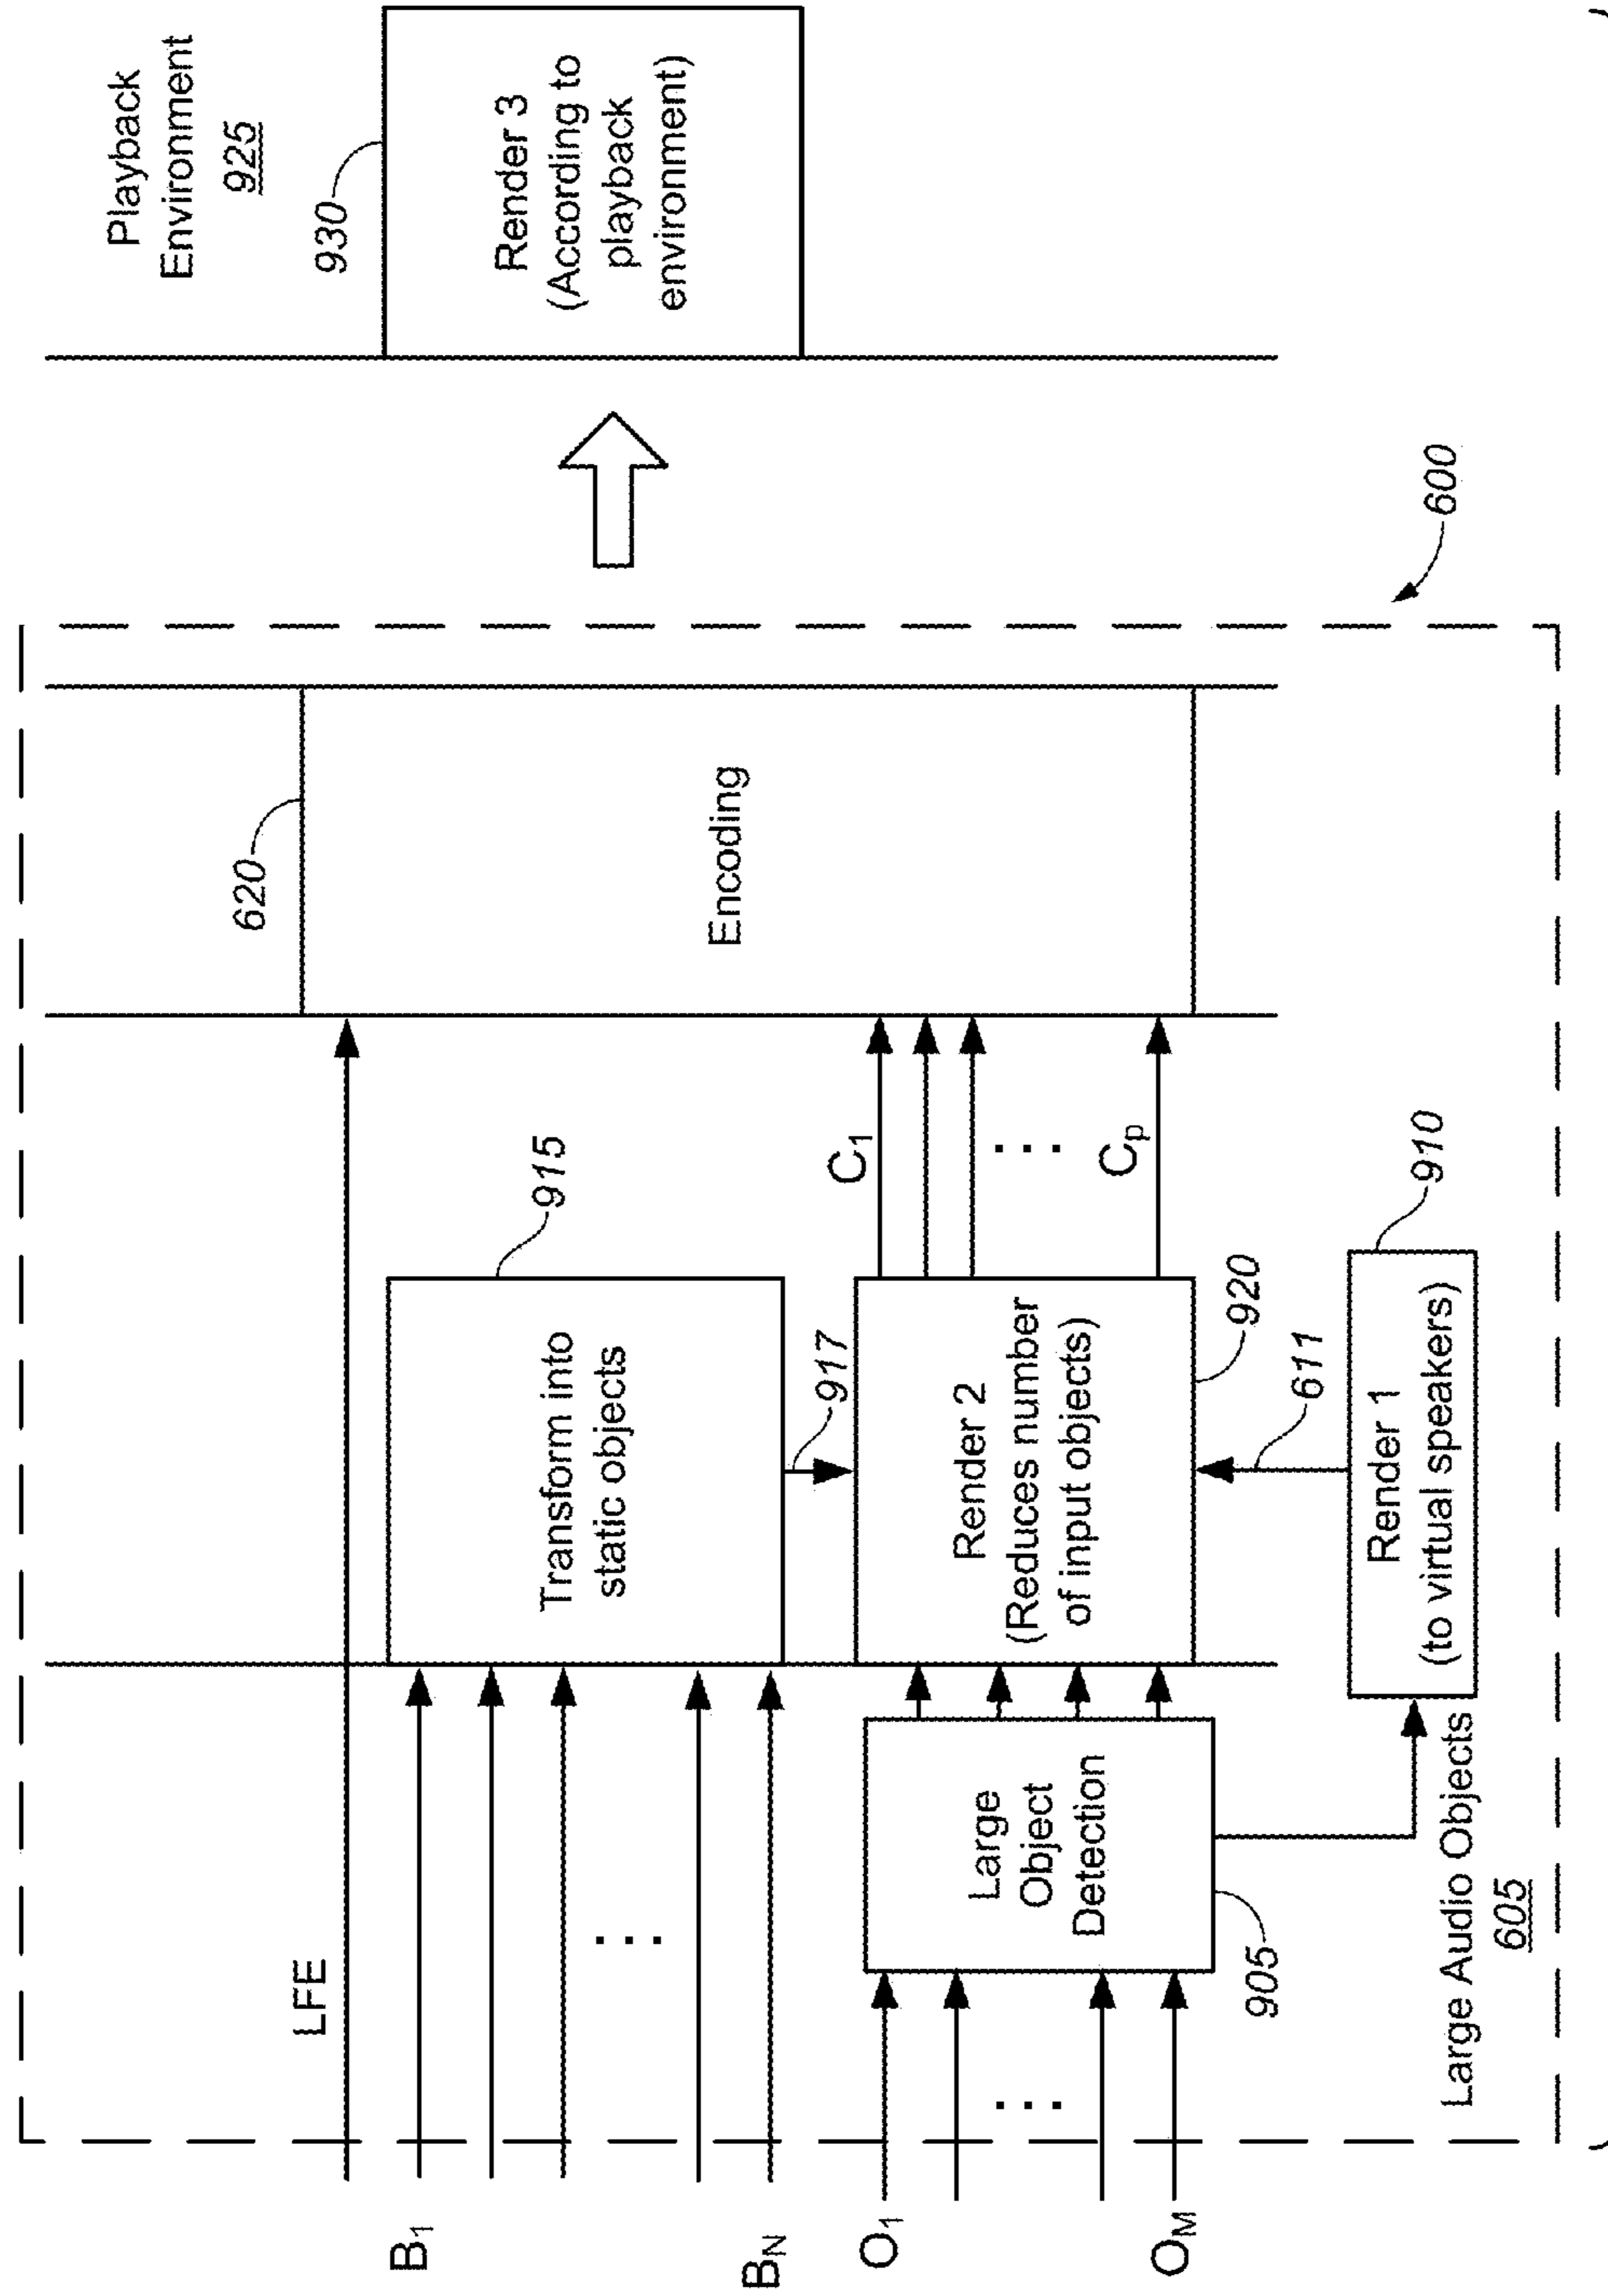 LFE
B1
BN
O1
OM
...
...
Large
Object
Detection
905
Large Audio Objects
605
Transform into
static objects
915
917
Render 2
(Reduces number
of input objects)
920
611
Render 1
(to virtual speakers)
910
C1
...
Cp
Encoding
620
600
Playback
Environment
925
930
Render 3
(According to
playback
environment)